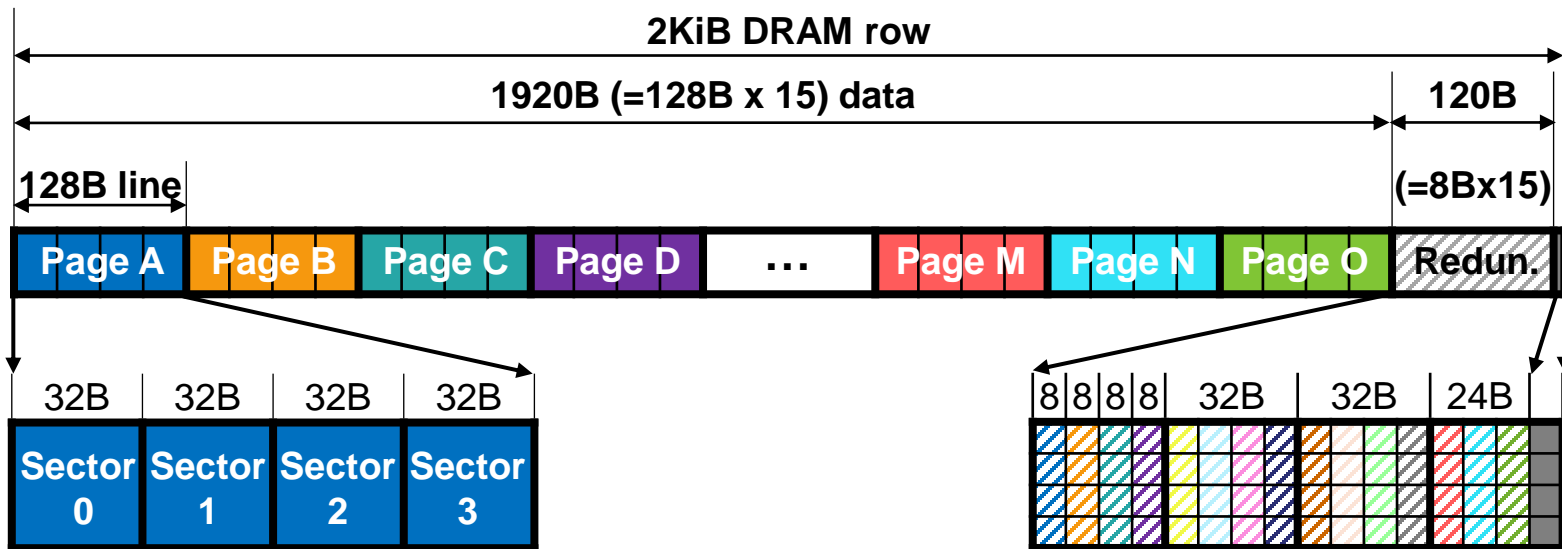 2KiB DRAM row
1920B (=128B x 15) data
120B
128B line
(=8Bx15)
Page A
Page B
Page C
Page D
...
Page M
Page N
Page O
Redun.
32B 32B 32B 32B
8 8 8 8 32B 32B 24B
Sector 0
Sector 1
Sector 2
Sector 3